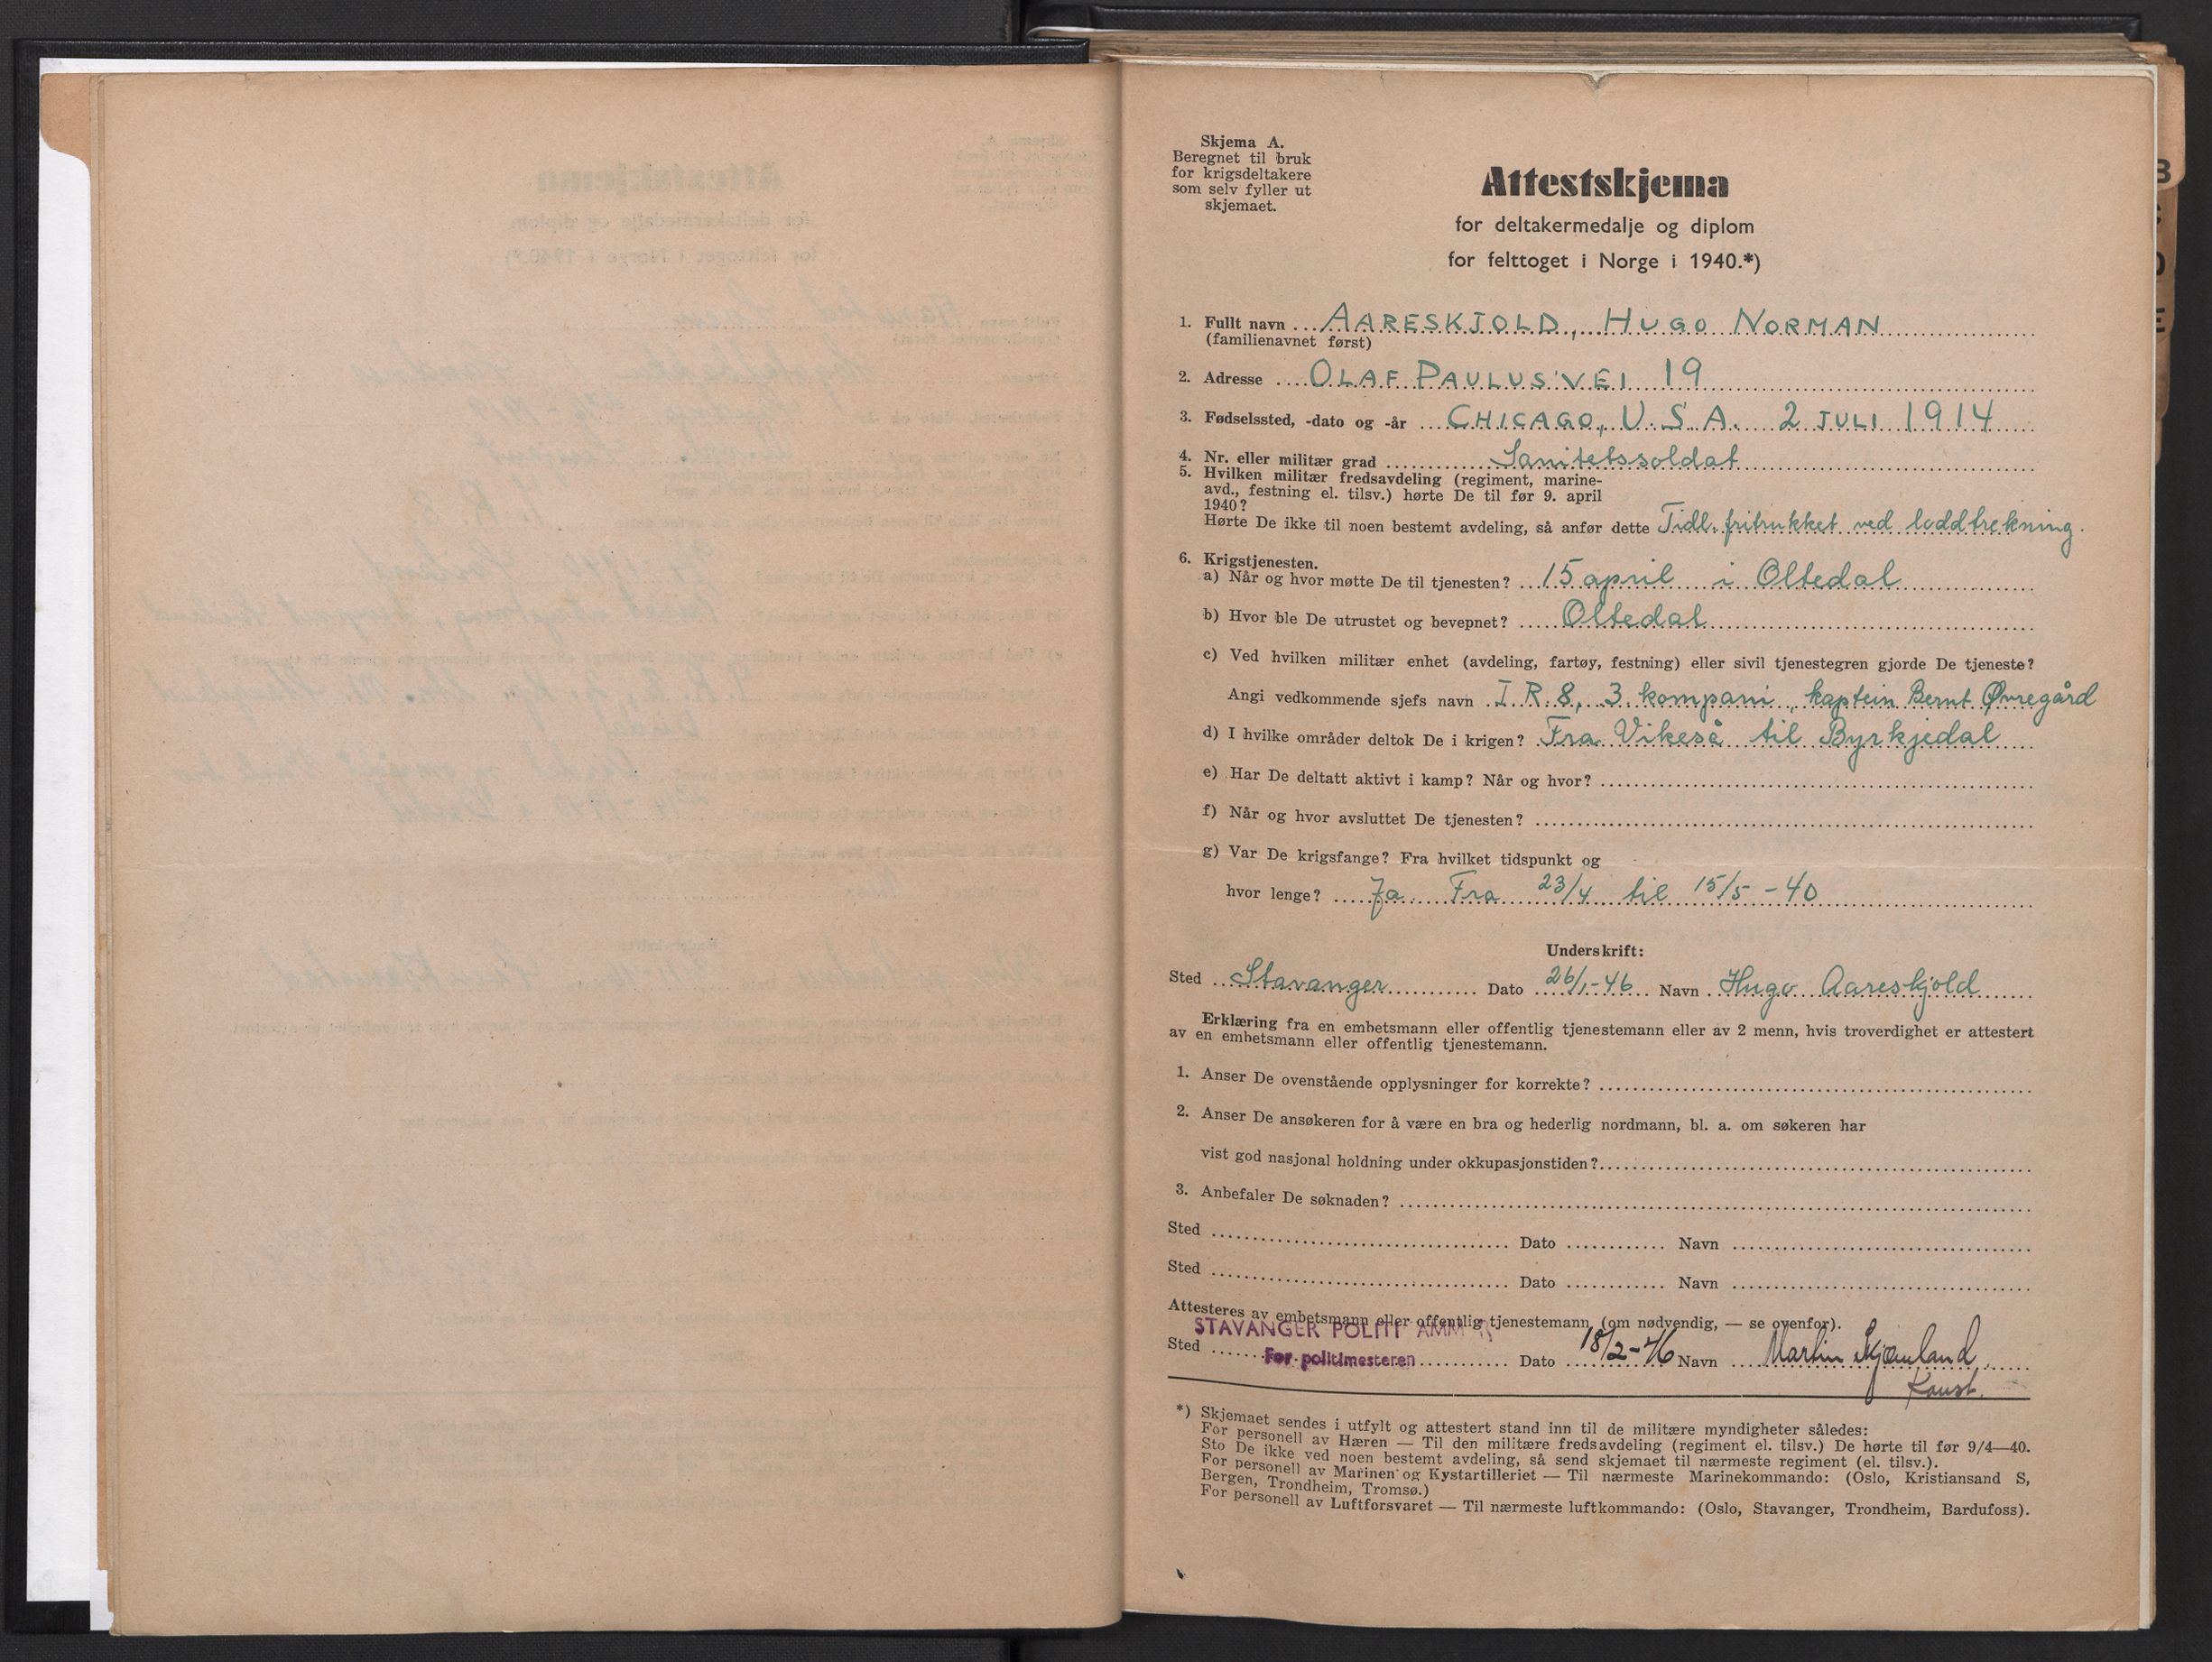 Skjema A.
Beregnet til bruk
for krigsdeltakere
som selv fyller ut
skjemaet.
Attestskjema
for deltakermedalje og diplom
for felttoget i Norge i 1940.*)
1. Fullt navn AARESKJOLD, HUGO NORMAN
(familienavnet først)
2. Adresse OLAF PAULUS' VEI 19
3. Fødselssted, -dato og -år CHICAGO, U.S.A. 2 JULI 1914
4. Nr. eller militær grad Sanitetssoldat
5. Hvilken militær fredsavdeling (regiment, marine-
avd., festning el. tilsv.) hørte De til før 9. april
1940?
Hørte De ikke til noen bestemt avdeling, så anfør dette Tidl. fritrukket ved loddtrekning.
6. Krigstjenesten.
a) Når og hvor møtte De til tjenesten? 15 april i Oltedal
b) Hvor ble De utrustet og bevepnet? Oltedal
c) Ved hvilken militær enhet (avdeling, fartøy, festning) eller sivil tjenestegren gjorde De tjeneste?
Angi vedkommende sjefs navn I.R. 8, 3. kompani, kaptein Bernt Øvregård
d) I hvilke områder deltok De i krigen? Fra Vikeså til Byrkjedal
e) Har De deltatt aktivt i kamp? Når og hvor?
f) Når og hvor avsluttet De tjenesten?
g) Var De krigsfange? Fra hvilket tidspunkt og
hvor lenge? Ja Fra 23/4 til 15/5 - 40
Underskrift:
Sted Stavanger Dato 26/1-46 Navn Hugo Aareskjold
Erklæring fra en embetsmann eller offentlig tjenestemann eller av 2 menn, hvis troverdighet er attestert
av en embetsmann eller offentlig tjenestemann.
1. Anser De ovenstående opplysninger for korrekte?
2. Anser De ansøkeren for å være en bra og hederlig nordmann, bl. a. om søkeren har
vist god nasjonal holdning under okkupasjonstiden?
3. Anbefaler De søknaden?
Sted Dato Navn
Sted Dato Navn
Attesteres av embetsmann eller offentlig tjenestemann (om nødvendig, — se ovenfor).
STAVANGER POLITI
Sted For politimesteren Dato 18/2-46 Navn Martin Skjæveland
Konst.
*) Skjemaet sendes i utfylt og attestert stand inn til de militære myndigheter således:
For personell av Hæren — Til den militære fredsavdeling (regiment el. tilsv.) De hørte til før 9/4—40.
Sto De ikke ved noen bestemt avdeling, så send skjemaet til nærmeste regiment (el. tilsv.).
For personell av Marinen og Kystartilleriet — Til nærmeste Marinekommando: (Oslo, Kristiansand S,
Bergen, Trondheim, Tromsø.)
For personell av Luftforsvaret — Til nærmeste luftkommando: (Oslo, Stavanger, Trondheim, Bardufoss).